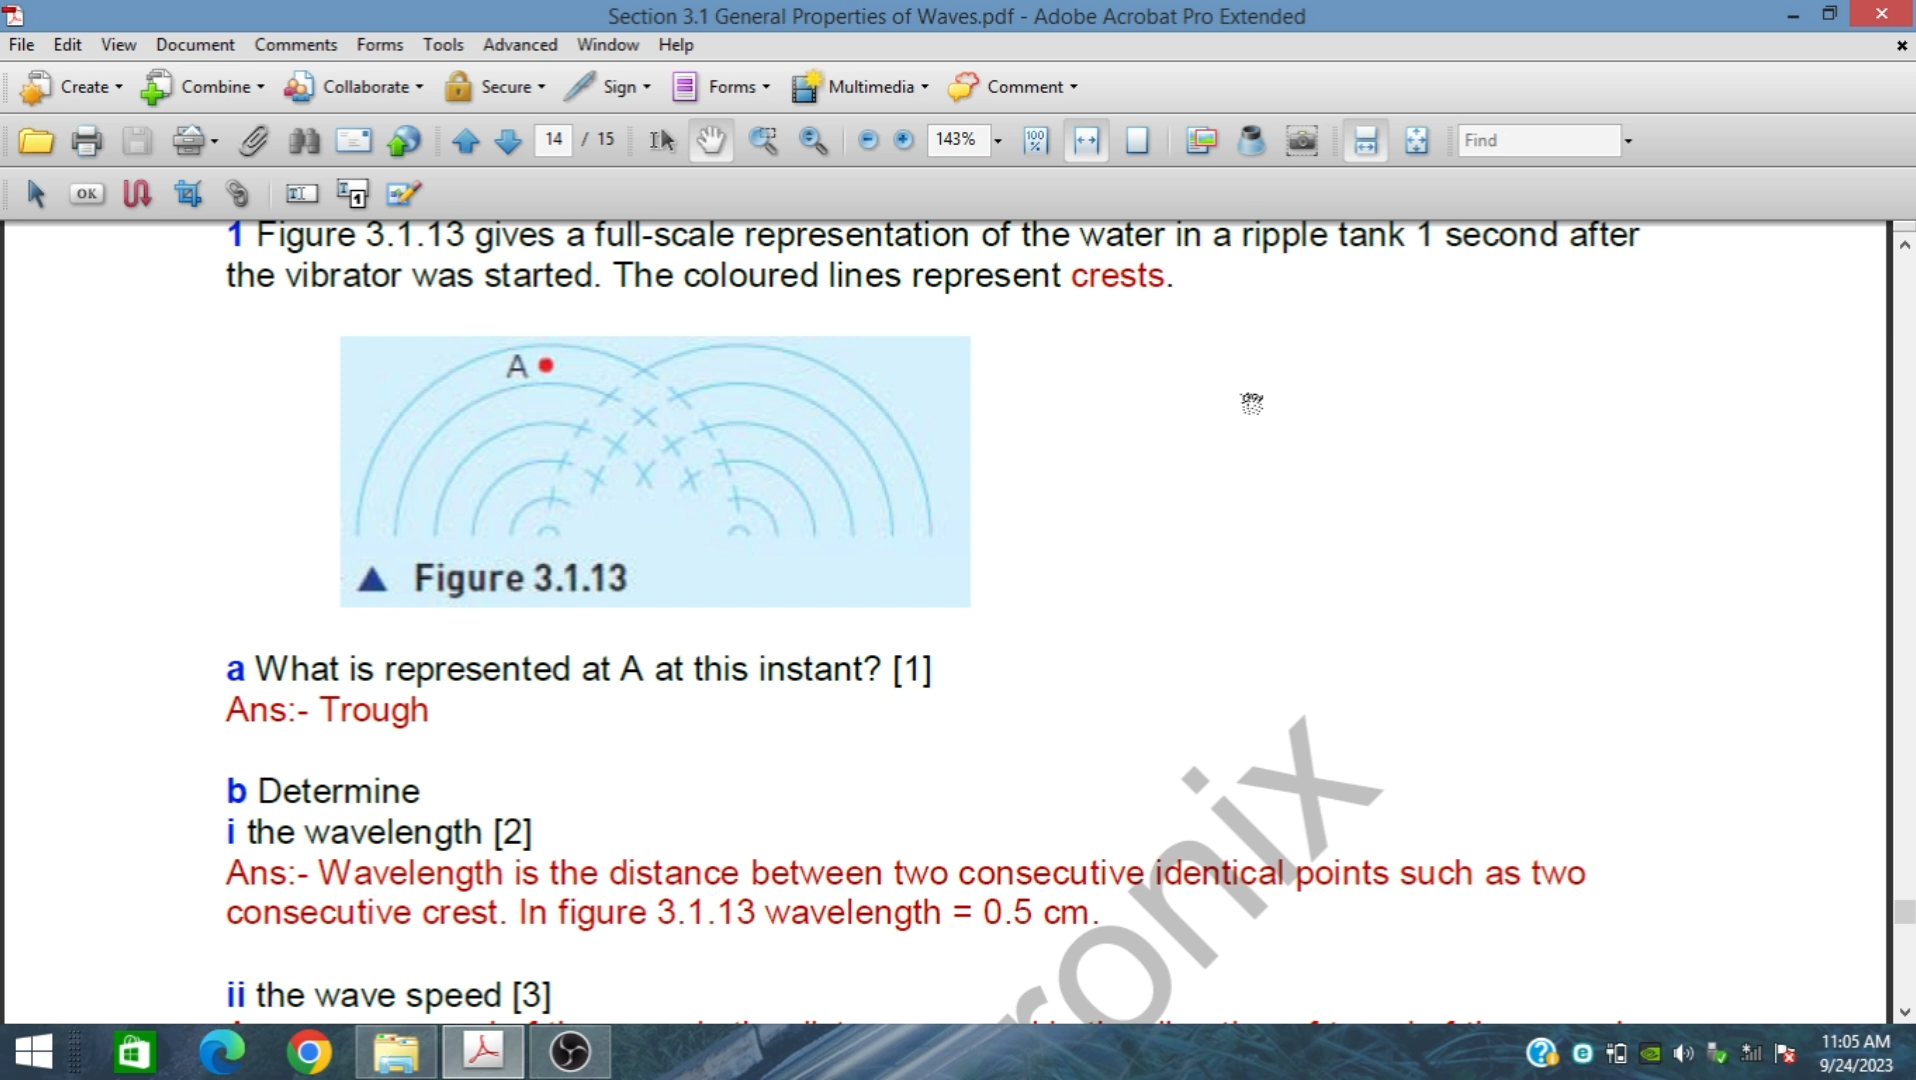 Section 3.1 General Properties of Waves.pdf - Adobe Acrobat Pro Extended
File Edit View Document Comments Forms Tools Advanced Window Help
Create Combine Collaborate Secure Sign Forms Multimedia Comment
14 / 15 143% Find
OK
1 Figure 3.1.13 gives a full-scale representation of the water in a ripple tank 1 second after
the vibrator was started. The coloured lines represent crests.
A
Figure 3.1.13
a What is represented at A at this instant? [1]
Ans:- Trough
b Determine
i the wavelength [2]
Ans:- Wavelength is the distance between two consecutive identical points such as two
consecutive crest. In figure 3.1.13 wavelength = 0.5 cm.
ii the wave speed [3]
ronix
11:05 AM
9/24/2023